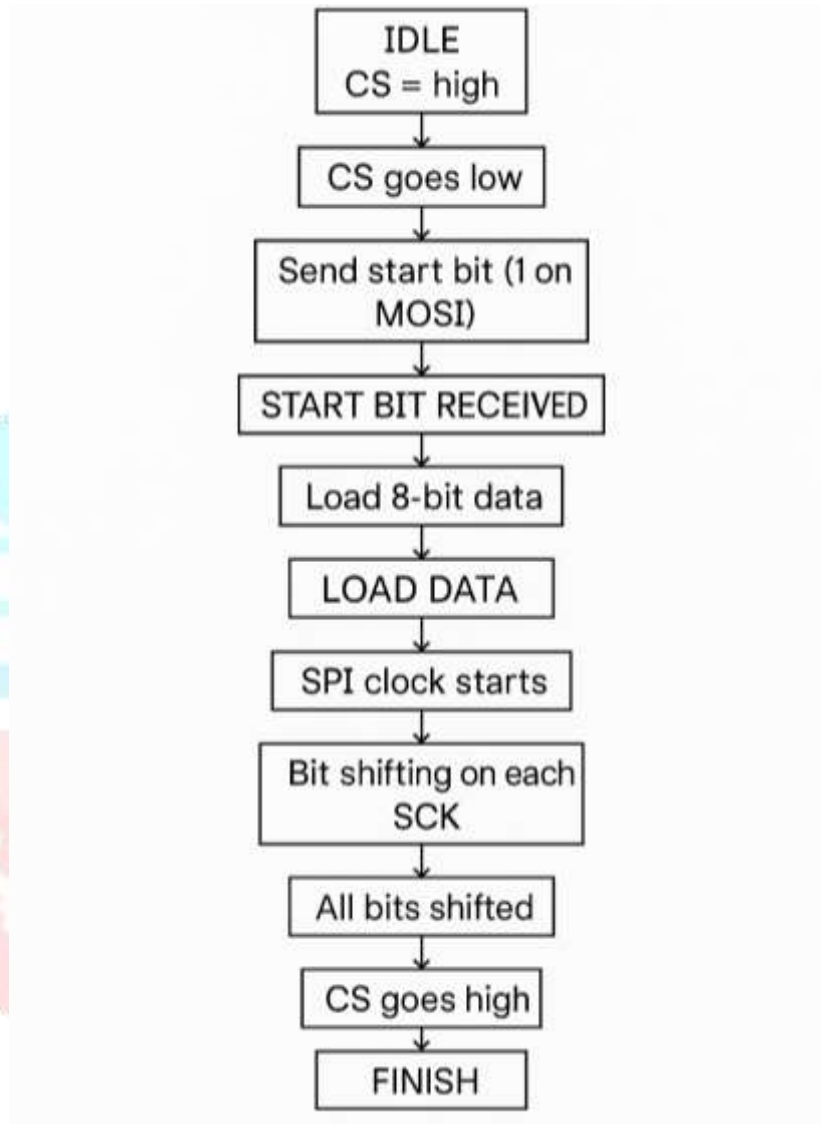 IDLE
CS = high
CS goes low
Send start bit (1 on
MOSI)
START BIT RECEIVED
Load 8-bit data
LOAD DATA
SPI clock starts
Bit shifting on each
SCK
All bits shifted
CS goes high
FINISH